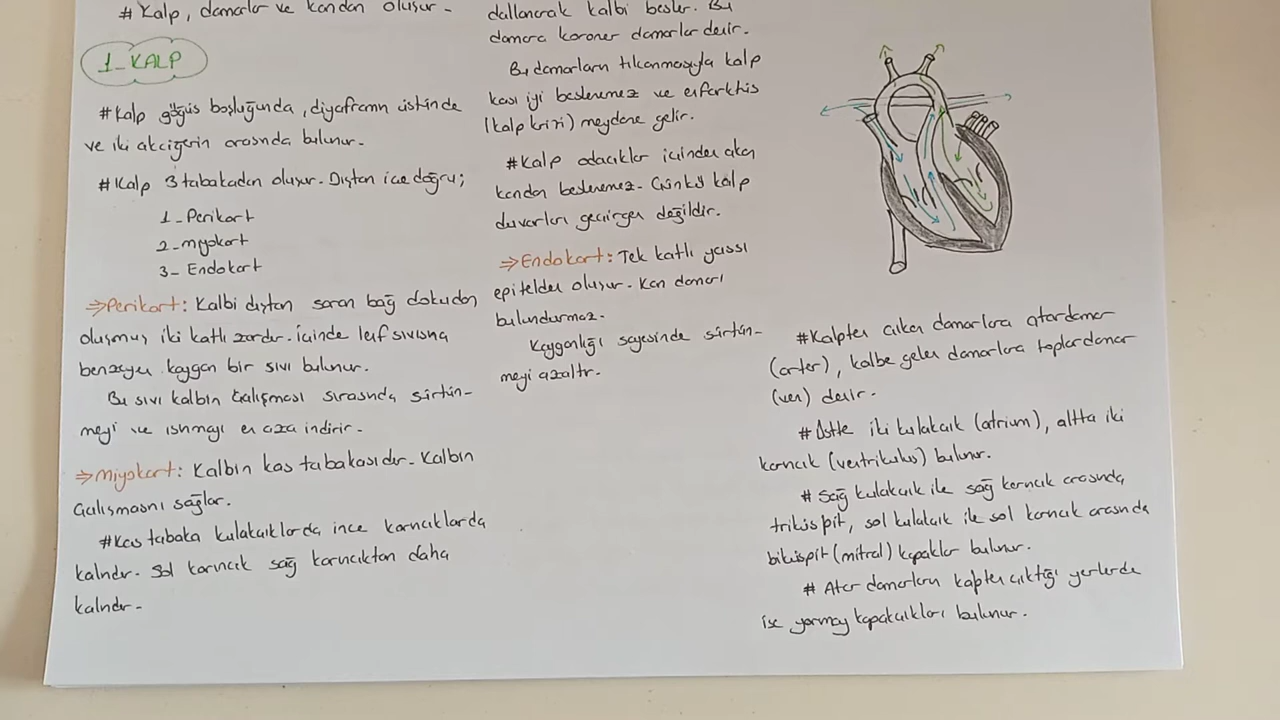 # Kalp, damarlar ve kandan oluşur.
1_KALP
#Kalp göğüs boşluğunda, diyaframın üstünde
ve iki akciğerin arasında bulunur.
#Kalp 3 tabakadan oluşur. Dıştan içe doğru;
1_Perikart
2_Miyokart
3_Endokart
⇒Perikart: Kalbi dıştan saran bağ dokudan
oluşmuş iki katlı zardır. İçinde lenf sıvısına
benzeyen kaygan bir sıvı bulunur.
Bu sıvı kalbin çalışması sırasında sürtün-
meyi ve ısınmayı en aza indirir.
⇒Miyokart: Kalbin kas tabakasıdır. Kalbin
Çalışmasını sağlar.
#Kas tabaka kulakçıklarda ince karıncıklarda
kalındır. Sol karıncık sağ karıncıktan daha
kalındır.
dallanarak kalbi besler. Bu
damara koroner damarlar denir.
Bu damarların tıkanmasıyla kalp
kası iyi beslenemez ve enfarktüs
(kalp krizi) meydana gelir.
#Kalp odacıklar içinden akan
kandan beslenemez. Çünkü kalp
duvarları geçirgen değildir.
⇒Endokart: Tek katlı yassı
epitelden oluşur. Kan damarı
bulundurmaz.
Kayganlığı sayesinde sürtün-
meyi azaltır.
#Kalpten çıkan damarlara atardamar
(arter), kalbe gelen damarlara toplardamar
(ven) denir.
#Üstte iki kulakçık (atrium), altta iki
karıncık (ventrikulus) bulunur.
# Sağ kulakçık ile sağ karıncık arasında
triküspit, sol kulakçık ile sol karıncık arasında
biküspit (mitral) kapaklar bulunur.
# Atar damarların kalpten çıktığı yerlerde
ise yarımay kapakçıkları bulunur.